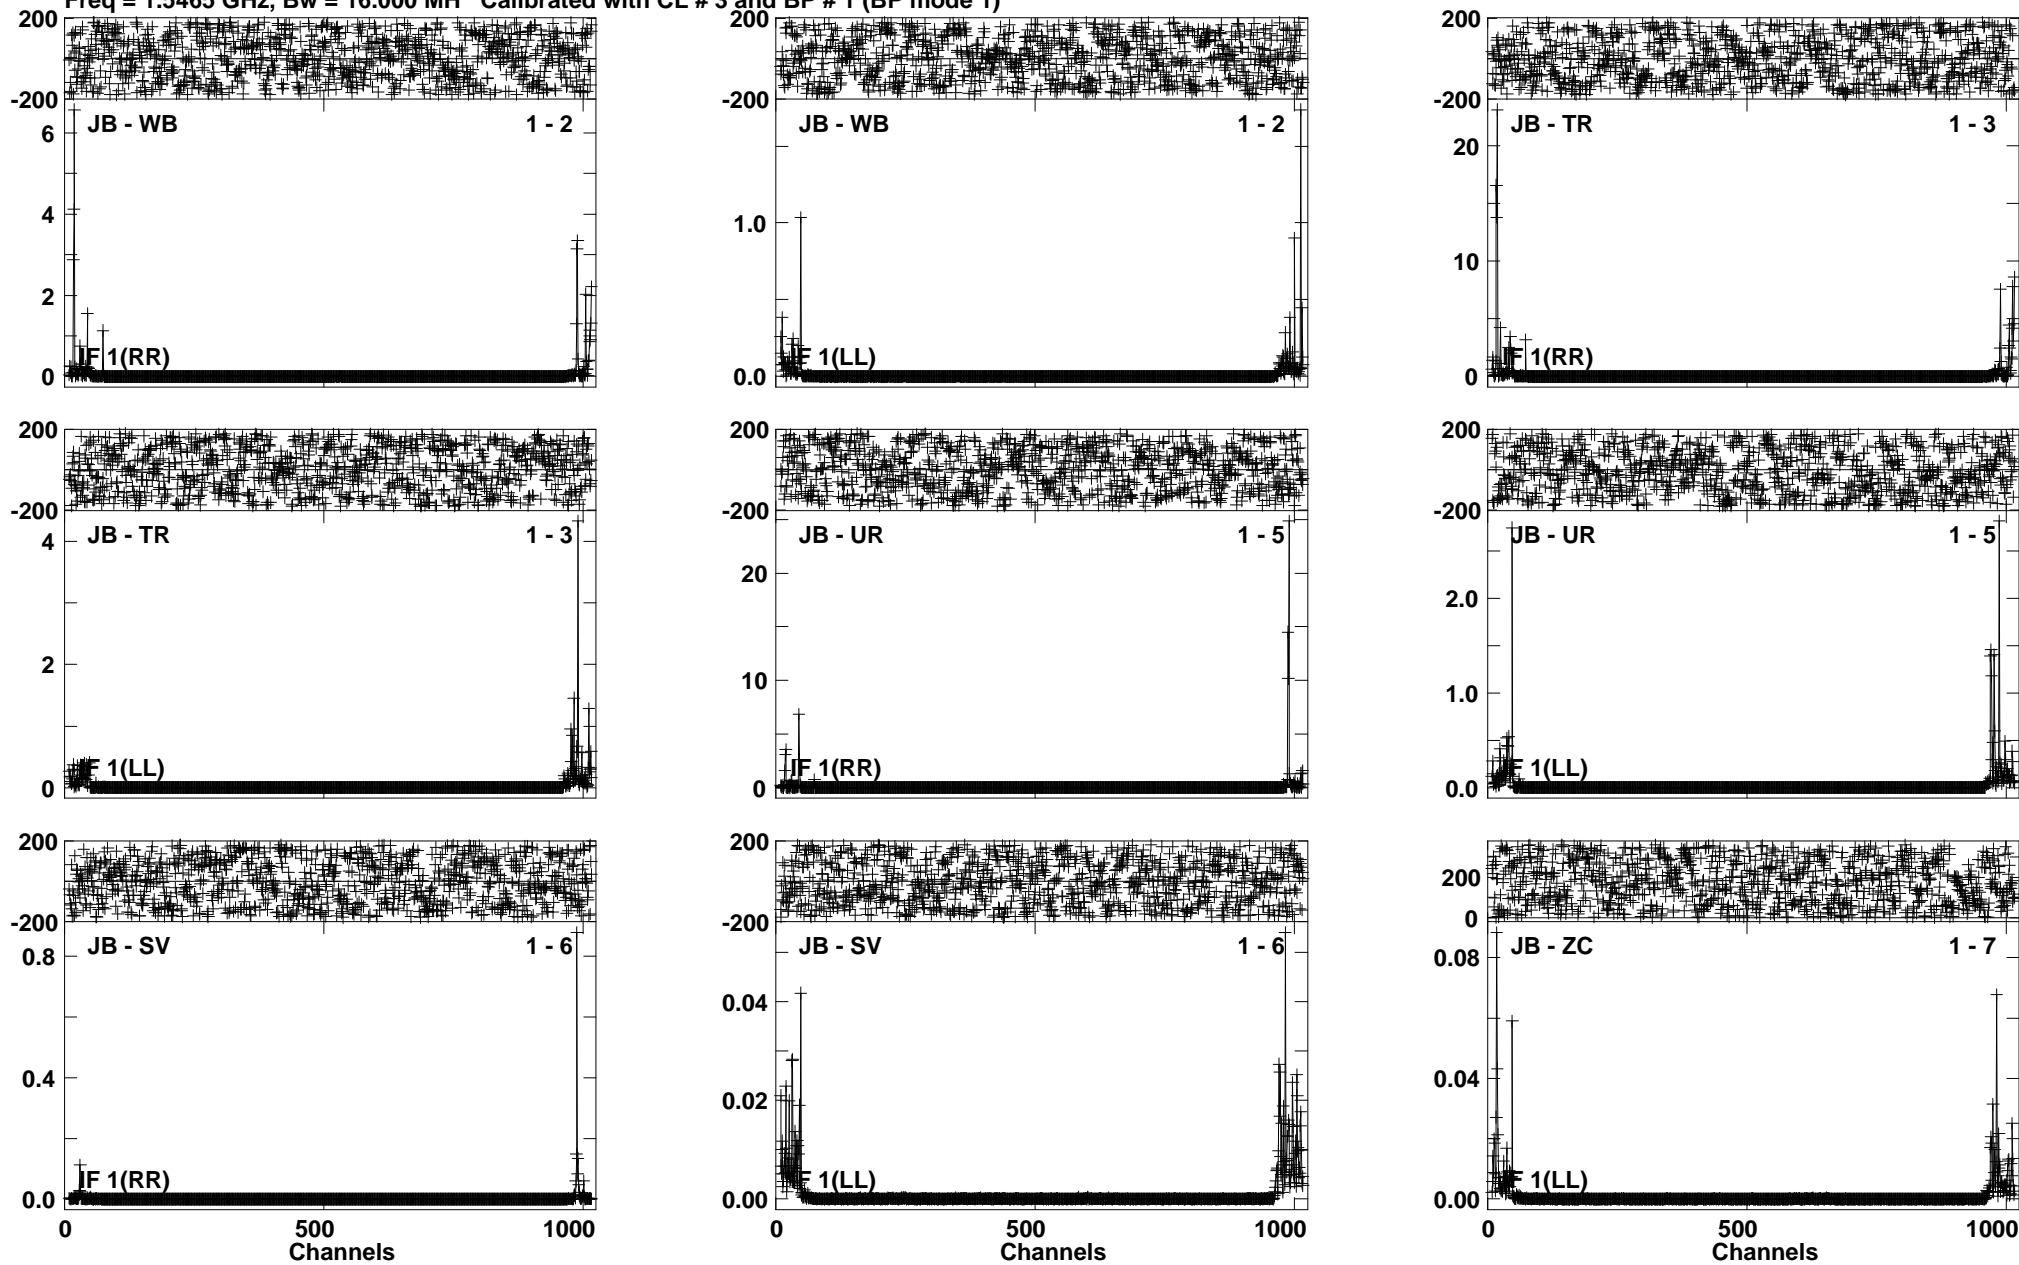 Freq = 1.5465 GHz, Bw = 16.000 MH Calibrated with CL # 3 and BP # 1 (BP mode 1)
200
-200
JB - WB 1 - 2
6
4
2
0
IF 1(RR)
200
-200
JB - WB 1 - 2
1.0
0.0
IF 1(LL)
200
-200
JB - TR 1 - 3
20
10
0
IF 1(RR)
200
-200
JB - TR 1 - 3
4
2
0
IF 1(LL)
200
-200
JB - UR 1 - 5
20
10
0
IF 1(RR)
200
-200
JB - UR 1 - 5
2.0
1.0
0.0
IF 1(LL)
200
-200
JB - SV 1 - 6
0.8
0.4
0.0
IF 1(RR)
0 500 1000
Channels
200
-200
JB - SV 1 - 6
0.04
0.02
0.00
IF 1(LL)
0 500 1000
200
0
JB - ZC 1 - 7
0.08
0.04
0.00
IF 1(LL)
0 500 1000
Channels